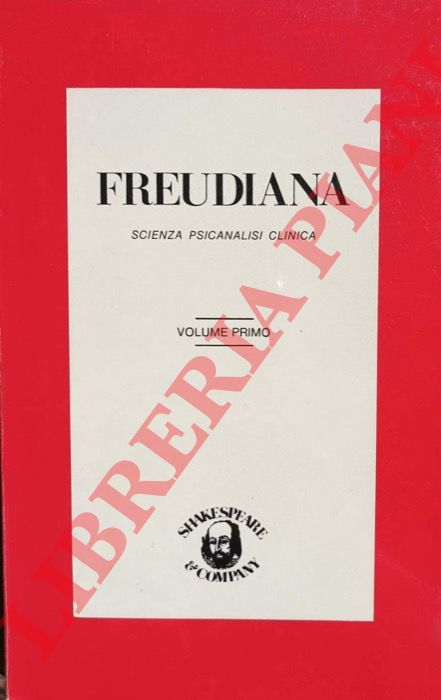 FREUDIANA
SCIENZA PSICANALISI CLINICA
VOLUME PRIMO
SHAKESPEARE
& COMPANY
LIBRERIA PIANI